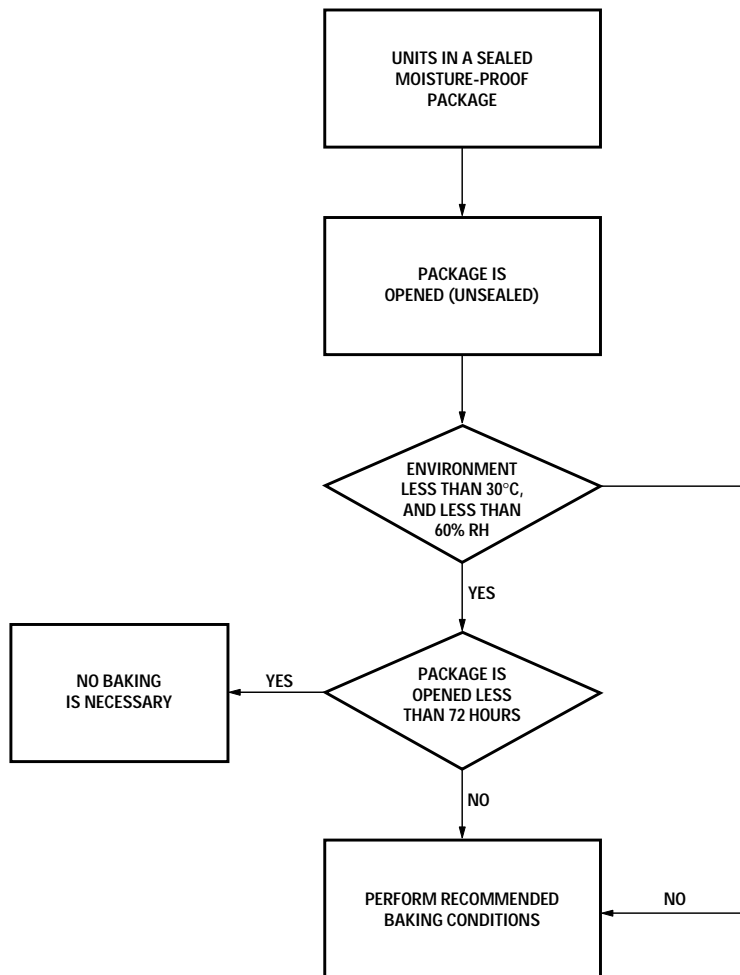 UNITS IN A SEALED
MOISTURE-PROOF
PACKAGE
PACKAGE IS
OPENED (UNSEALED)
ENVIRONMENT
LESS THAN 30°C,
AND LESS THAN
60% RH
YES
NO BAKING
IS NECESSARY
YES
PACKAGE IS
OPENED LESS
THAN 72 HOURS
NO
PERFORM RECOMMENDED
BAKING CONDITIONS
NO